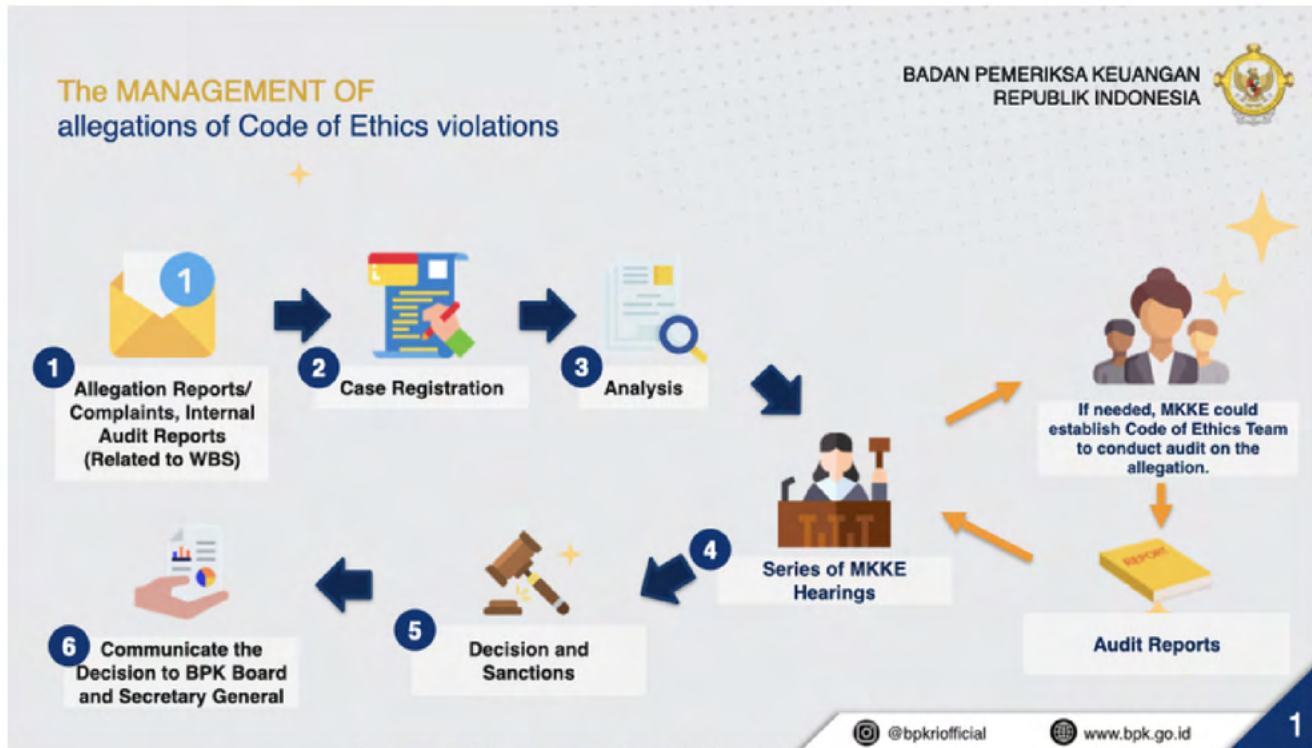 The MANAGEMENT OF
allegations of Code of Ethics violations
BADAN PEMERIKSA KEUANGAN
REPUBLIK INDONESIA
1
1
Allegation Reports/
Complaints, Internal
Audit Reports
(Related to WBS)
2
Case Registration
3
Analysis
4
Series of MKKE
Hearings
If needed, MKKE could
establish Code of Ethics Team
to conduct audit on the
allegation.
REPORT
Audit Reports
5
Decision and
Sanctions
6
Communicate the
Decision to BPK Board
and Secretary General
@bpkriofficial
www.bpk.go.id
1